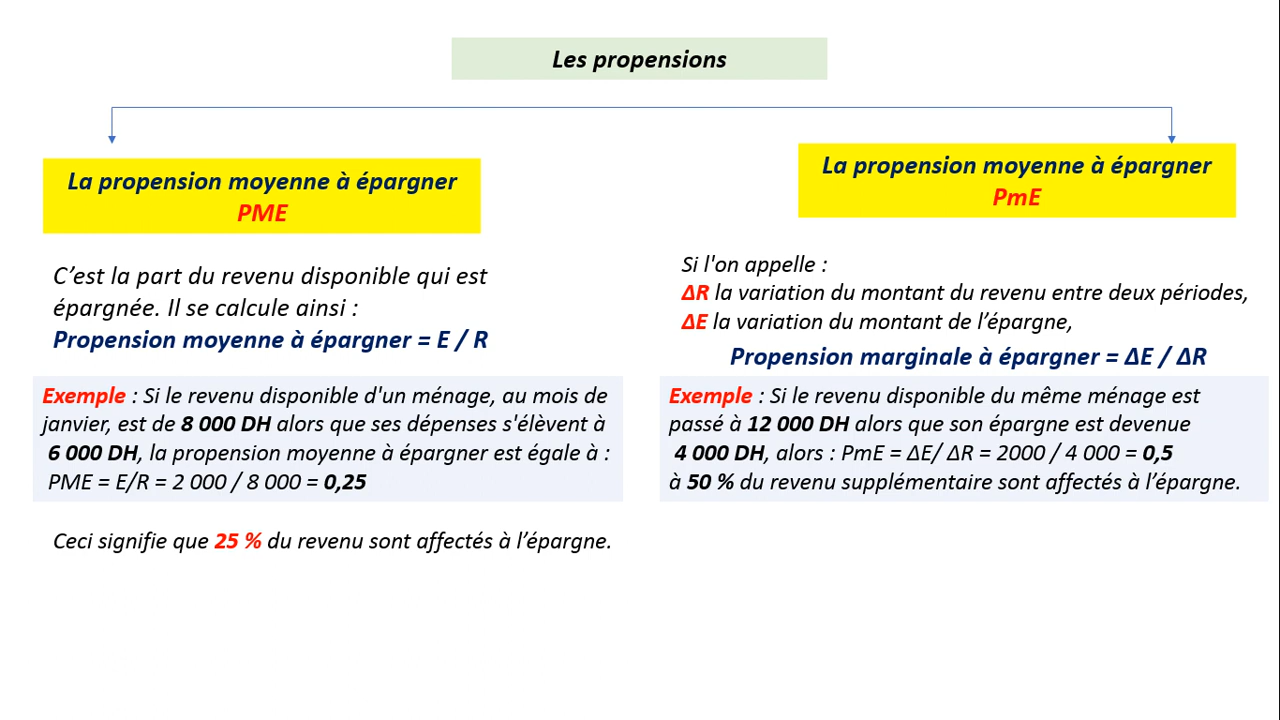 Les propensions
La propension moyenne à épargner
PME
C’est la part du revenu disponible qui est
épargnée. Il se calcule ainsi :
Propension moyenne à épargner = E / R
Exemple : Si le revenu disponible d'un ménage, au mois de
janvier, est de 8 000 DH alors que ses dépenses s'élèvent à
6 000 DH, la propension moyenne à épargner est égale à :
PME = E/R = 2 000 / 8 000 = 0,25
Ceci signifie que 25 % du revenu sont affectés à l’épargne.
La propension moyenne à épargner
PmE
Si l'on appelle :
ΔR la variation du montant du revenu entre deux périodes,
ΔE la variation du montant de l’épargne,
Propension marginale à épargner = ΔE / ΔR
Exemple : Si le revenu disponible du même ménage est
passé à 12 000 DH alors que son épargne est devenue
4 000 DH, alors : PmE = ΔE/ ΔR = 2000 / 4 000 = 0,5
à 50 % du revenu supplémentaire sont affectés à l’épargne.